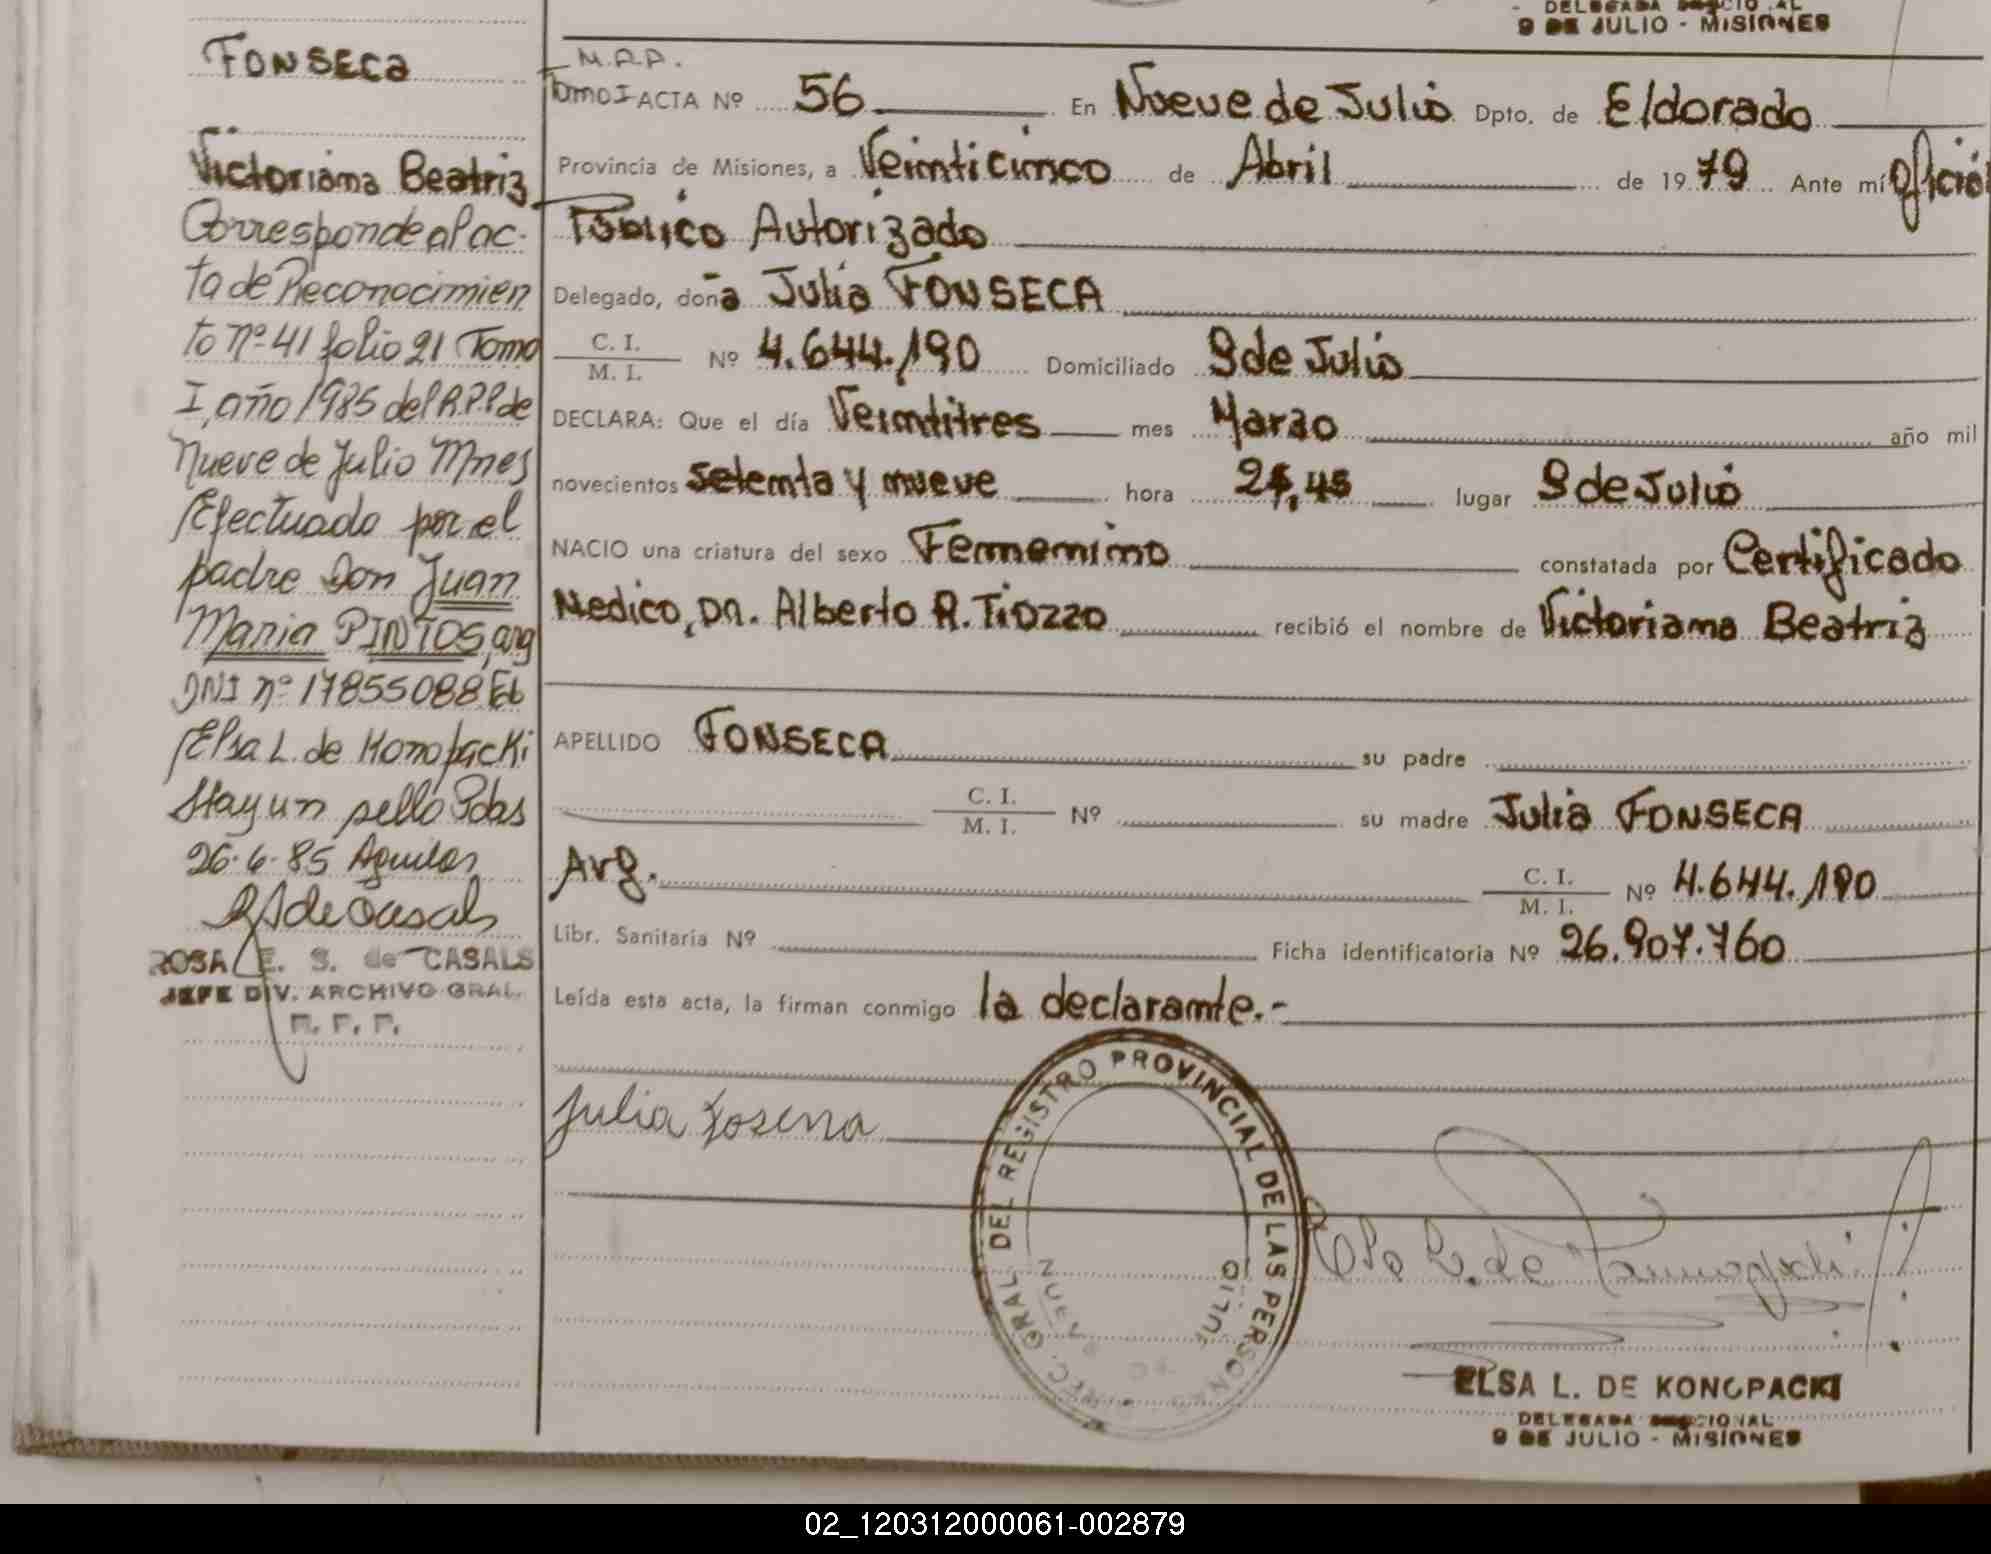 DELEGADA
9 DE JULIO - MISIONES
FONSECA
Victoriana Beatriz
Corresponde al ac-
ta de Reconocimien
to nº 41 folio 21 Tomo
I, año 1985 del R.P.P. de
Nueve de Julio Mnes
Efectuado por el
padre Don Juan
Maria PINTOS, arg
DNI nº 17855088 Eb
Elsa L. de Konopacki
Hay un sello Pdas
26-6-85 Aguilar
ROSA E. S. de CASALS
JEFE DIV. ARCHIVO GRAL.
R. P. P.
Tomo I ACTA Nº 56 En Nueve de Julio Dpto. de Eldorado
Provincia de Misiones, a Veinticinco de Abril de 1979 Ante mí Oficial
Público Autorizado
Delegado, doña Julia FONSECA
C. I.
M. I. Nº 4.644.190 Domiciliado 9 de Julio
DECLARA: Que el día Veintitres mes Marzo año mil
novecientos setenta y nueve hora lugar 9 de Julio
NACIO una criatura del sexo Femenino constatada por Certificado
Medico, Dr. Alberto R. Tiozzo recibió el nombre de Victoriana Beatriz
APELLIDO FONSECA su padre
C. I.
M. I. Nº su madre Julia FONSECA
Arg. C. I.
M. I. Nº 4.644.190
Libr. Sanitaria Nº Ficha identificatoria Nº 26.907.760
Leída esta acta, la firman conmigo la declarante.-
Julia
DIREC. GRAL DEL REGISTRO PROVINCIAL DE LAS PERSONAS
NUEVE DE JULIO
ELSA L. DE KONOPACKI
DELEGADA
9 DE JULIO - MISIONES
02_120312000061-002879